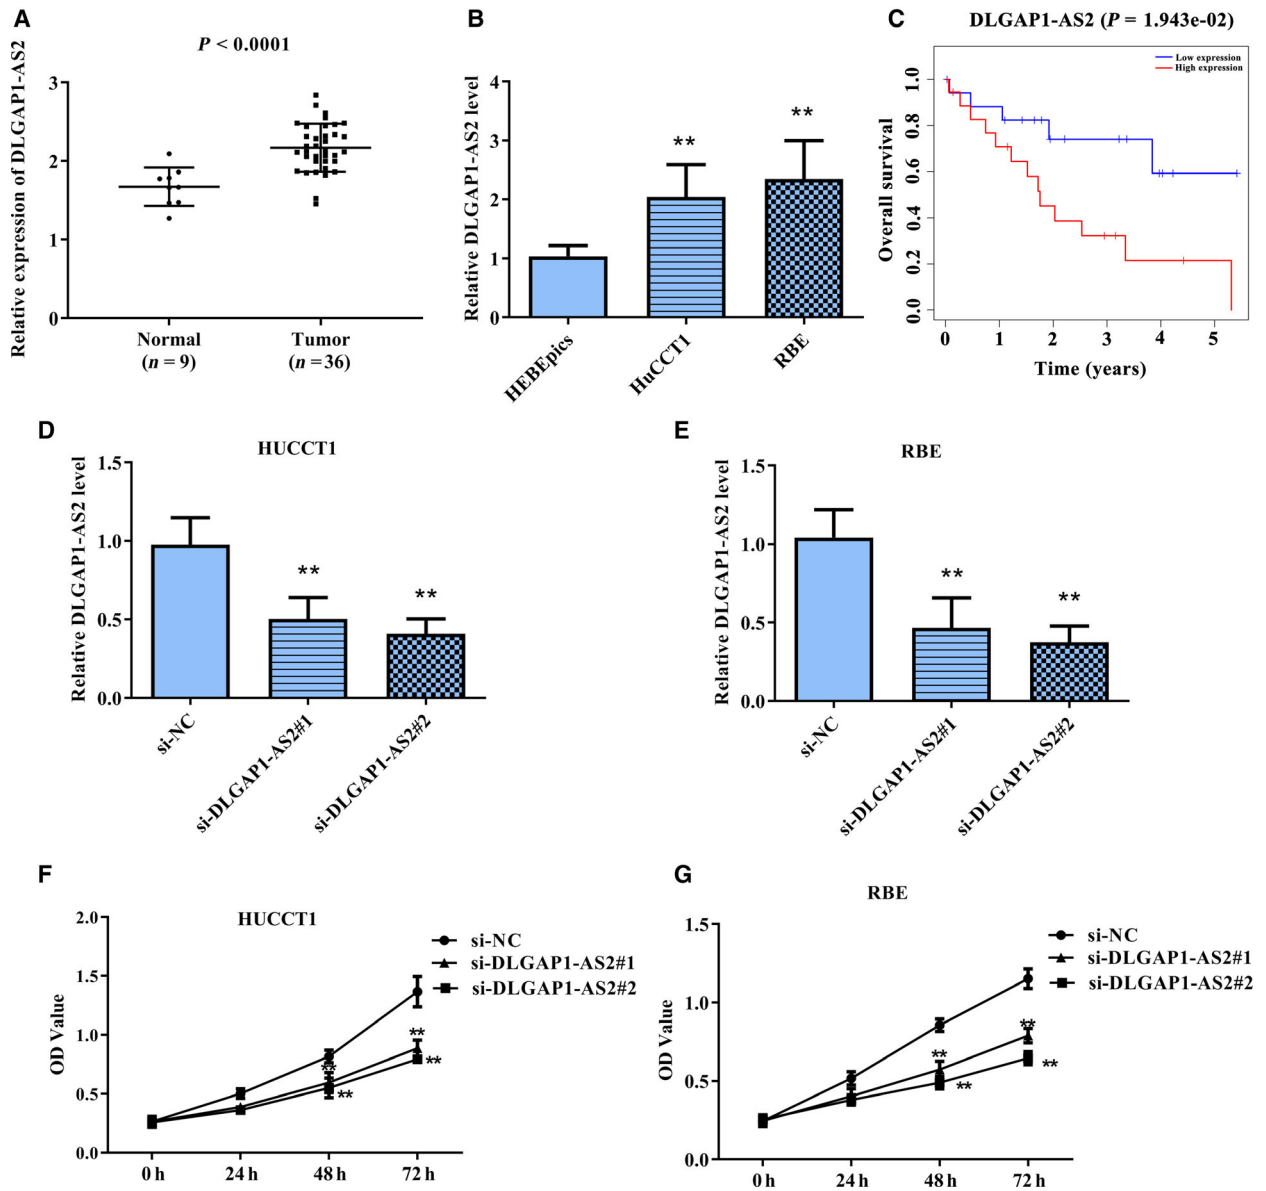 A
P < 0.0001
Relative expression of DLGAP1-AS2
3
2
1
0
Normal
(n = 9)
Tumor
(n =36)
B
Relative DLGAP1-AS2 level
4
3
2
1
0
**
**
HEBEpics
HuCCT1
RBE
C
DLGAP1-AS2 (P = 1.943e-02)
Low expression
High expression
Overall survival
1.0
0.8
0.6
0.4
0.2
0.0
0 1 2 3 4 5
Time (years)
D
HUCCT1
Relative DLGAP1-AS2 level
1.5
1.0
0.5
0.0
**
**
si-NC
si-DLGAP1-AS2#1
si-DLGAP1-AS2#2
E
RBE
Relative DLGAP1-AS2 level
1.5
1.0
0.5
0.0
**
**
si-NC
si-DLGAP1-AS2#1
si-DLGAP1-AS2#2
F
HUCCT1
OD Value
2.0
1.5
1.0
0.5
0.0
si-NC
si-DLGAP1-AS2#1
si-DLGAP1-AS2#2
**
**
**
**
0 h 24 h 48 h 72 h
G
RBE
OD Value
1.5
1.0
0.5
0.0
si-NC
si-DLGAP1-AS2#1
si-DLGAP1-AS2#2
**
**
**
**
0 h 24 h 48 h 72 h